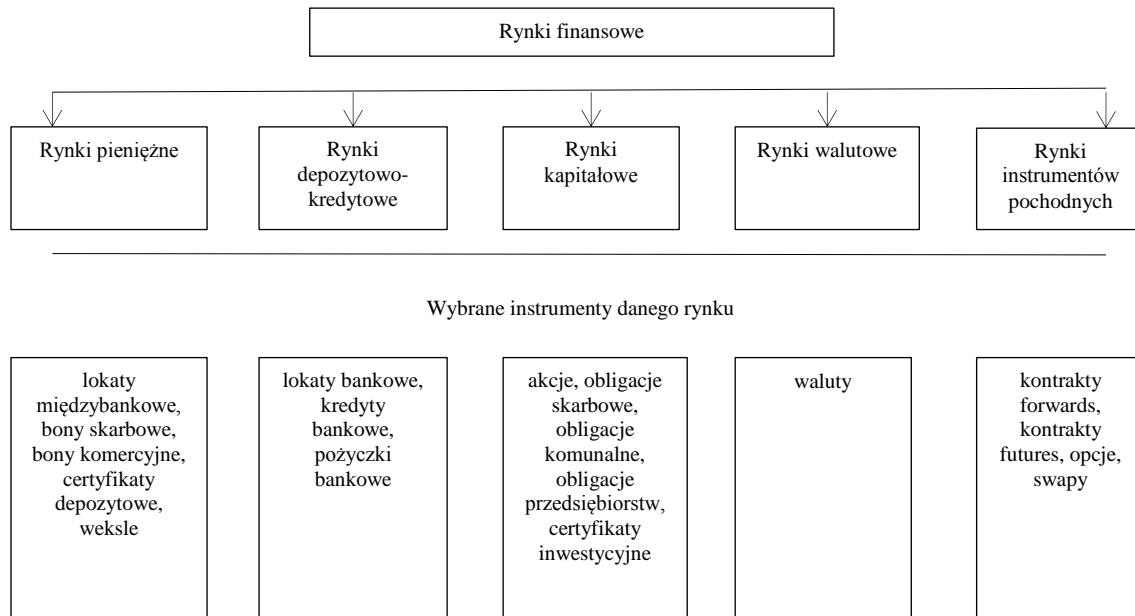 Rynki finansowe
Rynki pieniężne
Rynki
depozytowo-
kredytowe
Rynki
kapitałowe
Rynki walutowe
Rynki
instrumentów
pochodnych
Wybrane instrumenty danego rynku
lokaty
międzybankowe,
bony skarbowe,
bony komercyjne,
certyfikaty
depozytowe,
weksle
lokaty bankowe,
kredyty
bankowe,
pożyczki
bankowe
akcje, obligacje
skarbowe,
obligacje
komunalne,
obligacje
przedsiębiorstw,
certyfikaty
inwestycyjne
waluty
kontrakty
forwards,
kontrakty
futures, opcje,
swapy